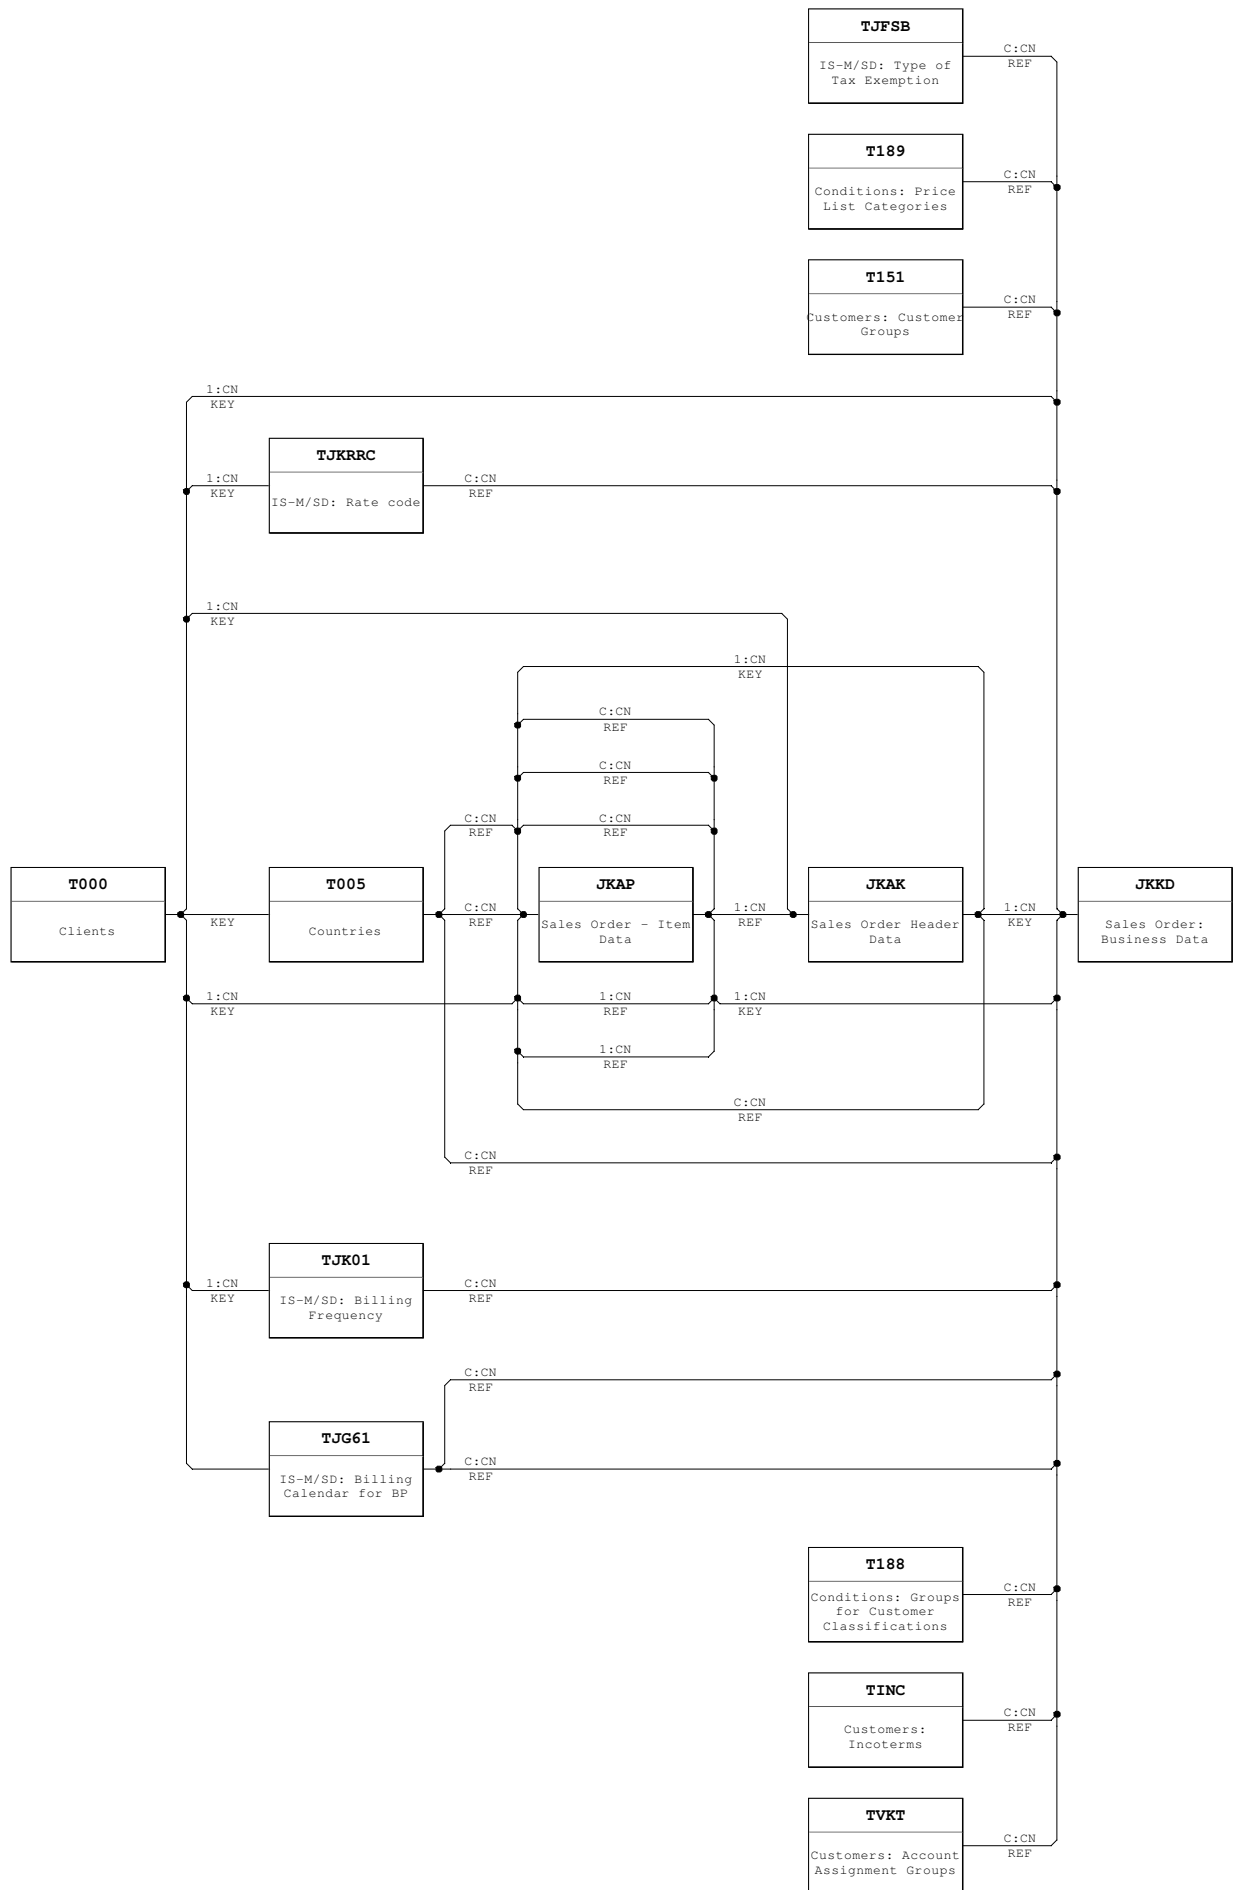 TJFSB
IS-M/SD: Type of
Tax Exemption
C:CN
REF
T189
Conditions: Price
List Categories
C:CN
REF
T151
Customers: Customer
Groups
C:CN
REF
1:CN
KEY
TJKRRC
IS-M/SD: Rate code
1:CN
KEY
C:CN
REF
1:CN
KEY
1:CN
KEY
C:CN
REF
C:CN
REF
C:CN
REF
C:CN
REF
T000
Clients
KEY
T005
Countries
C:CN
REF
JKAP
Sales Order - Item
Data
1:CN
REF
JKAK
Sales Order Header
Data
1:CN
KEY
JKKD
Sales Order:
Business Data
1:CN
KEY
1:CN
REF
1:CN
KEY
1:CN
REF
C:CN
REF
C:CN
REF
TJK01
IS-M/SD: Billing
Frequency
1:CN
KEY
C:CN
REF
C:CN
REF
TJG61
IS-M/SD: Billing
Calendar for BP
C:CN
REF
T188
Conditions: Groups
for Customer
Classifications
C:CN
REF
TINC
Customers:
Incoterms
C:CN
REF
TVKT
Customers: Account
Assignment Groups
C:CN
REF